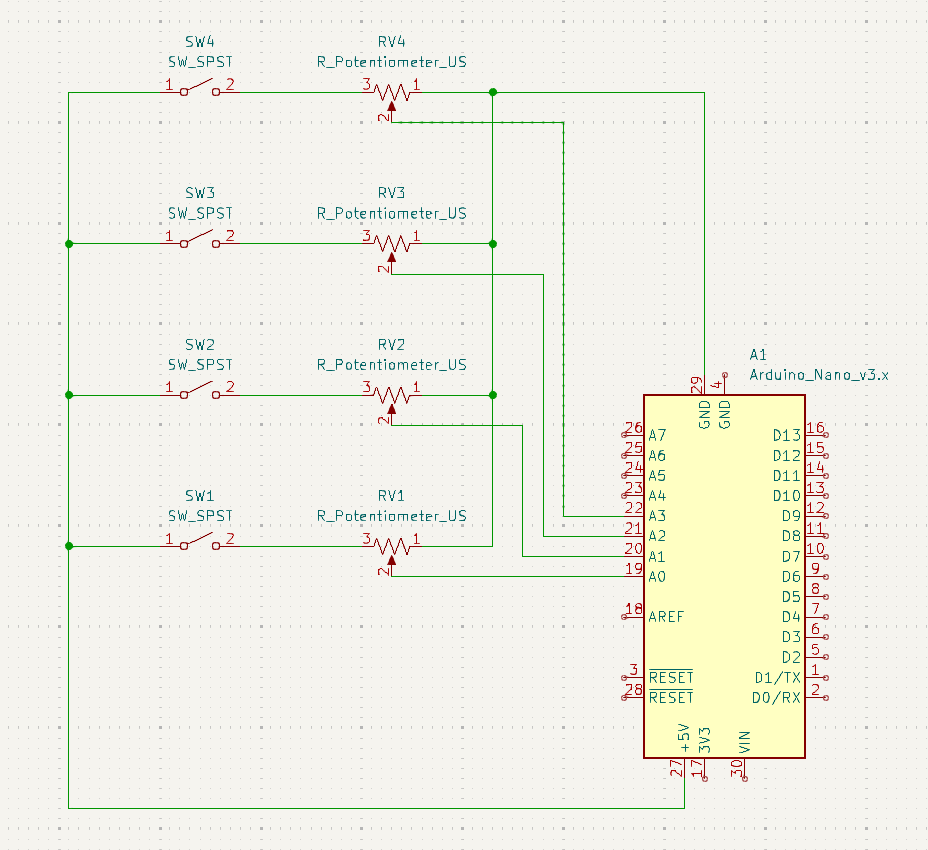 SW4
SW_SPST
1 2
RV4
R_Potentiometer_US
3 1
2
SW3
SW_SPST
1 2
RV3
R_Potentiometer_US
3 1
2
SW2
SW_SPST
1 2
RV2
R_Potentiometer_US
3 1
2
SW1
SW_SPST
1 2
RV1
R_Potentiometer_US
3 1
2
A1
Arduino_Nano_v3.x
29 4
GND GND
26 A7
25 A6
24 A5
23 A4
22 A3
21 A2
20 A1
19 A0
18 AREF
3 RESET
28 RESET
D13 16
D12 15
D11 14
D10 13
D9 12
D8 11
D7 10
D6 9
D5 8
D4 7
D3 6
D2 5
D1/TX 1
D0/RX 2
+5V 3V3 VIN
27 17 30